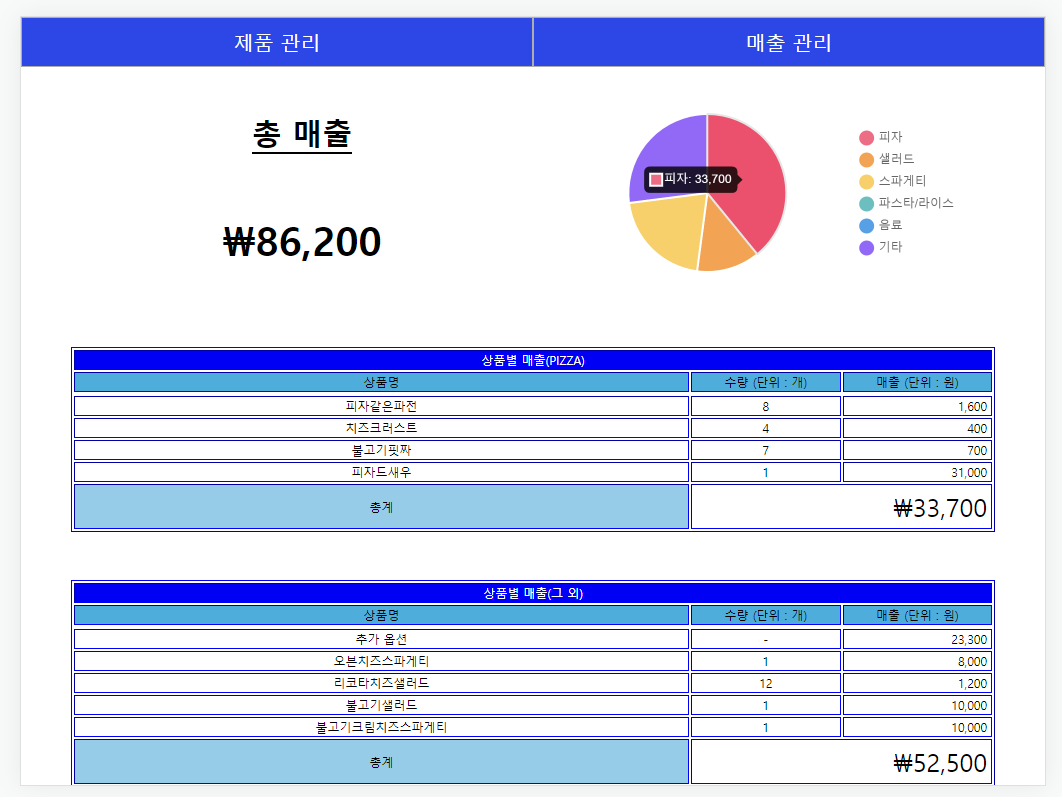 제품 관리 매출 관리
총 매출
₩86,200
피자: 33,700
피자
샐러드
스파게티
파스타/라이스
음료
기타
상품별 매출(PIZZA)
상품명 수량 (단위 : 개) 매출 (단위 : 원)
피자같은파전 8 1,600
치즈크러스트 4 400
불고기핏짜 7 700
피자드새우 1 31,000
총계 ₩33,700
상품별 매출(그 외)
상품명 수량 (단위 : 개) 매출 (단위 : 원)
추가 옵션 - 23,300
오븐치즈스파게티 1 8,000
리코타치즈샐러드 12 1,200
불고기샐러드 1 10,000
불고기크림치즈스파게티 1 10,000
총계 ₩52,500